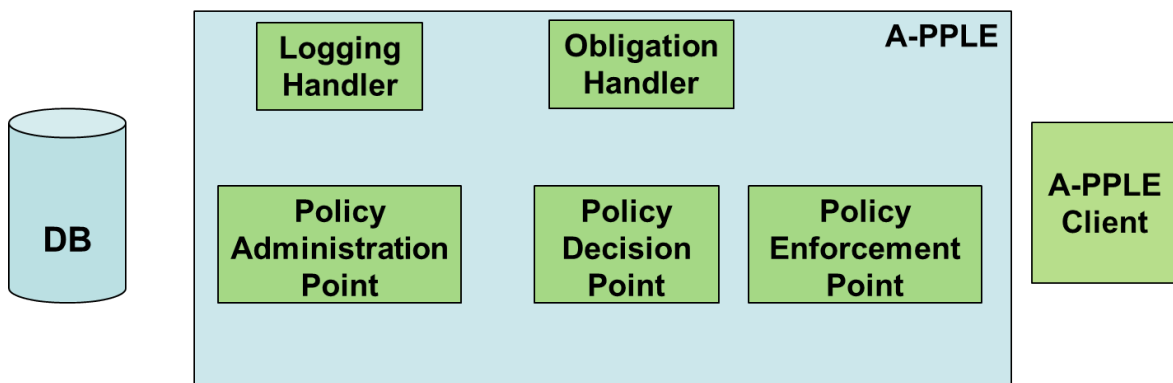 A-PPLE
Logging
Handler
Obligation
Handler
DB
Policy
Administration
Point
Policy
Decision
Point
Policy
Enforcement
Point
A-PPLE
Client